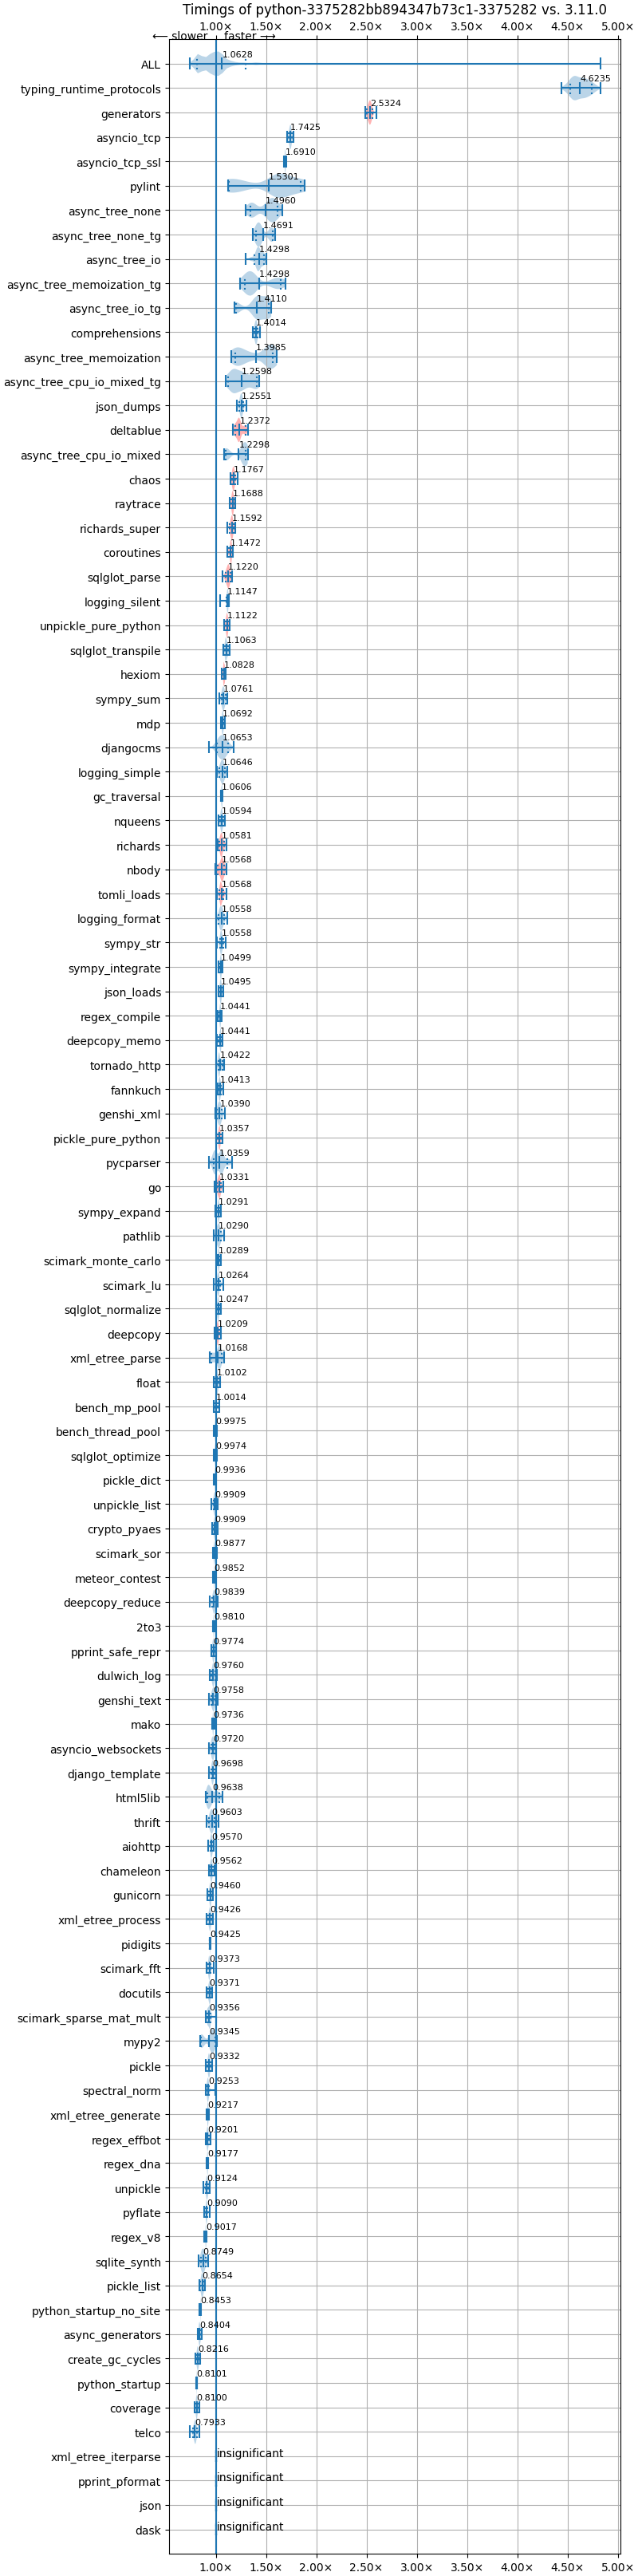 Timings of python-3375282bb894347b73c1-3375282 vs. 3.11.0
1.00× 1.50× 2.00× 2.50× 3.00× 3.50× 4.00× 4.50× 5.00×
⟵ slower faster ⟶
ALL 1.0628
typing_runtime_protocols 4.6235
generators 2.5324
asyncio_tcp 1.7425
asyncio_tcp_ssl 1.6910
pylint 1.5301
async_tree_none 1.4960
async_tree_none_tg 1.4691
async_tree_io 1.4298
async_tree_memoization_tg 1.4298
async_tree_io_tg 1.4110
comprehensions 1.4014
async_tree_memoization 1.3985
async_tree_cpu_io_mixed_tg 1.2598
json_dumps 1.2551
deltablue 1.2372
async_tree_cpu_io_mixed 1.2298
chaos 1.1767
raytrace 1.1688
richards_super 1.1592
coroutines 1.1472
sqlglot_parse 1.1220
logging_silent 1.1147
unpickle_pure_python 1.1122
sqlglot_transpile 1.1063
hexiom 1.0828
sympy_sum 1.0761
mdp 1.0692
djangocms 1.0653
logging_simple 1.0646
gc_traversal 1.0606
nqueens 1.0594
richards 1.0581
nbody 1.0568
tomli_loads 1.0568
logging_format 1.0558
sympy_str 1.0558
sympy_integrate 1.0499
json_loads 1.0495
regex_compile 1.0441
deepcopy_memo 1.0441
tornado_http 1.0422
fannkuch 1.0413
genshi_xml 1.0390
pickle_pure_python 1.0357
pycparser 1.0359
go 1.0331
sympy_expand 1.0291
pathlib 1.0290
scimark_monte_carlo 1.0289
scimark_lu 1.0264
sqlglot_normalize 1.0247
deepcopy 1.0209
xml_etree_parse 1.0168
float 1.0102
bench_mp_pool 1.0014
bench_thread_pool 0.9975
sqlglot_optimize 0.9974
pickle_dict 0.9936
unpickle_list 0.9909
crypto_pyaes 0.9909
scimark_sor 0.9877
meteor_contest 0.9852
deepcopy_reduce 0.9839
2to3 0.9810
pprint_safe_repr 0.9774
dulwich_log 0.9760
genshi_text 0.9758
mako 0.9736
asyncio_websockets 0.9720
django_template 0.9698
html5lib 0.9638
thrift 0.9603
aiohttp 0.9570
chameleon 0.9562
gunicorn 0.9460
xml_etree_process 0.9426
pidigits 0.9425
scimark_fft 0.9373
docutils 0.9371
scimark_sparse_mat_mult 0.9356
mypy2 0.9345
pickle 0.9332
spectral_norm 0.9253
xml_etree_generate 0.9217
regex_effbot 0.9201
regex_dna 0.9177
unpickle 0.9124
pyflate 0.9090
regex_v8 0.9017
sqlite_synth 0.8749
pickle_list 0.8654
python_startup_no_site 0.8453
async_generators 0.8404
create_gc_cycles 0.8216
python_startup 0.8101
coverage 0.8100
telco 0.7933
xml_etree_iterparse insignificant
pprint_pformat insignificant
json insignificant
dask insignificant
1.00× 1.50× 2.00× 2.50× 3.00× 3.50× 4.00× 4.50× 5.00×